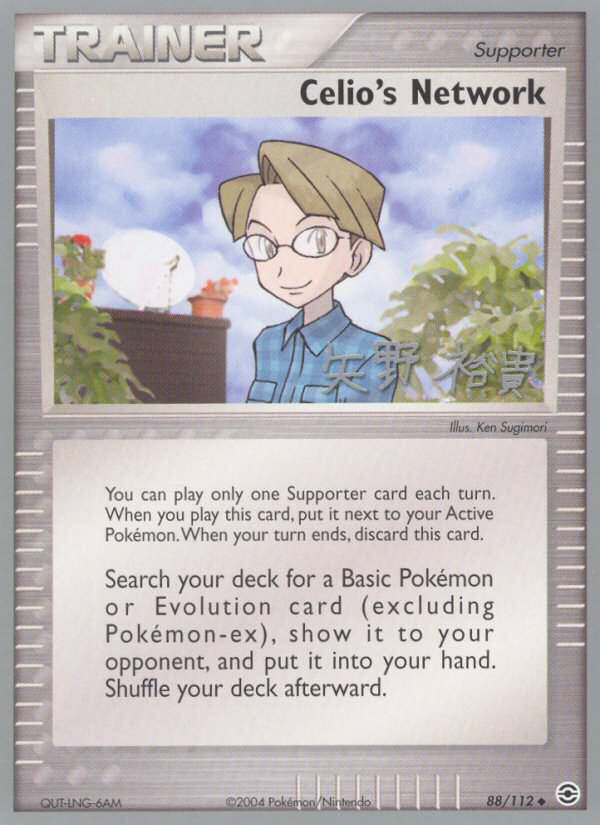 TRAINER
Supporter
Celio's Network
矢野 裕貴
Illus. Ken Sugimori
You can play only one Supporter card each turn.
When you play this card, put it next to your Active
Pokémon. When your turn ends, discard this card.
Search your deck for a Basic Pokémon
or Evolution card (excluding
Pokémon-ex), show it to your
opponent, and put it into your hand.
Shuffle your deck afterward.
QUT-LNG-6AM
©2004 Pokémon/Nintendo
88/112